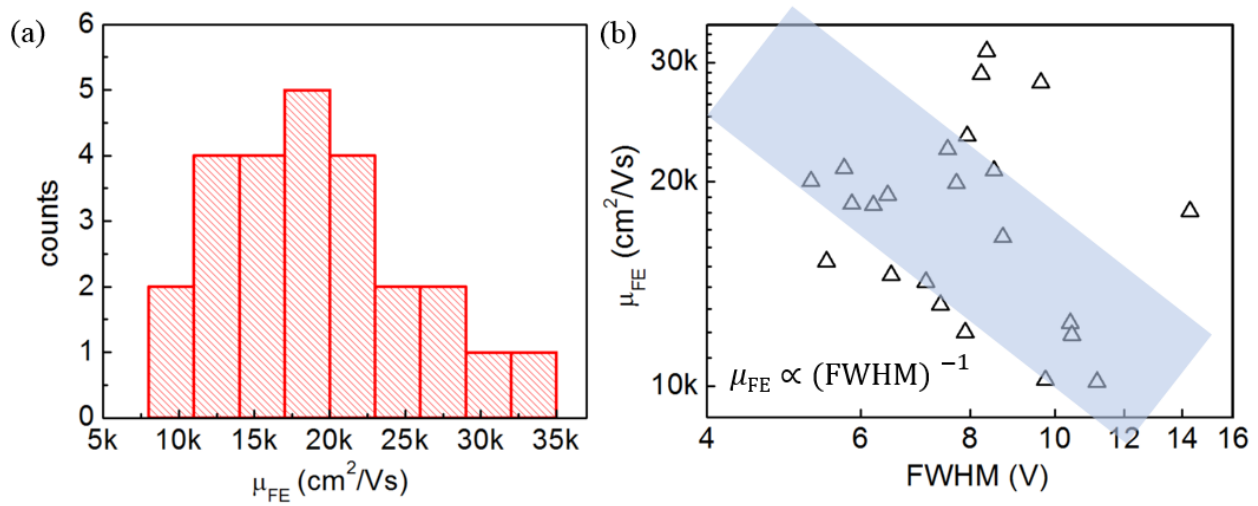 (a)
6
5
4
3
2
1
0
counts
5k 10k 15k 20k 25k 30k 35k
μFE (cm²/Vs)
(b)
30k
20k
10k
μFE (cm²/Vs)
μFE ∝ (FWHM) ⁻¹
4 6 8 10 12 14 16
FWHM (V)